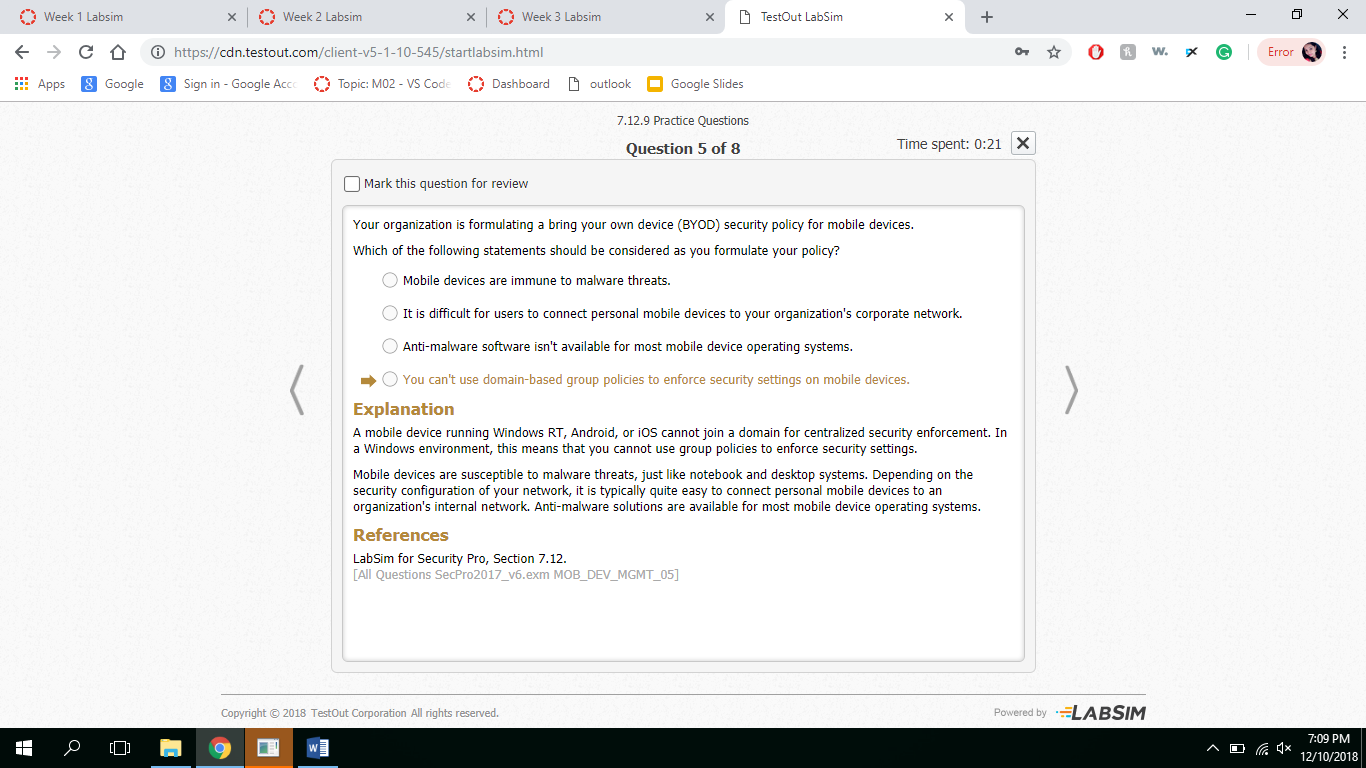 Week 1 Labsim
Week 2 Labsim
Week 3 Labsim
TestOut LabSim
https://cdn.testout.com/client-v5-1-10-545/startlabsim.html
Error
Apps
Google
Sign in - Google Acco
Topic: M02 - VS Code
Dashboard
outlook
Google Slides
7.12.9 Practice Questions
Question 5 of 8
Time spent: 0:21
Mark this question for review
Your organization is formulating a bring your own device (BYOD) security policy for mobile devices.
Which of the following statements should be considered as you formulate your policy?
Mobile devices are immune to malware threats.
It is difficult for users to connect personal mobile devices to your organization's corporate network.
Anti-malware software isn't available for most mobile device operating systems.
You can't use domain-based group policies to enforce security settings on mobile devices.
Explanation
A mobile device running Windows RT, Android, or iOS cannot join a domain for centralized security enforcement. In
a Windows environment, this means that you cannot use group policies to enforce security settings.
Mobile devices are susceptible to malware threats, just like notebook and desktop systems. Depending on the
security configuration of your network, it is typically quite easy to connect personal mobile devices to an
organization's internal network. Anti-malware solutions are available for most mobile device operating systems.
References
LabSim for Security Pro, Section 7.12.
[All Questions SecPro2017_v6.exm MOB_DEV_MGMT_05]
Copyright © 2018 TestOut Corporation All rights reserved.
Powered by LABSIM
7:09 PM
12/10/2018